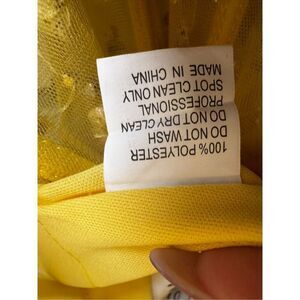 100% POLYESTER
DO NOT WASH
DO NOT DRY CLEAN
PROFESSIONAL
SPOT CLEAN ONLY
MADE IN CHINA